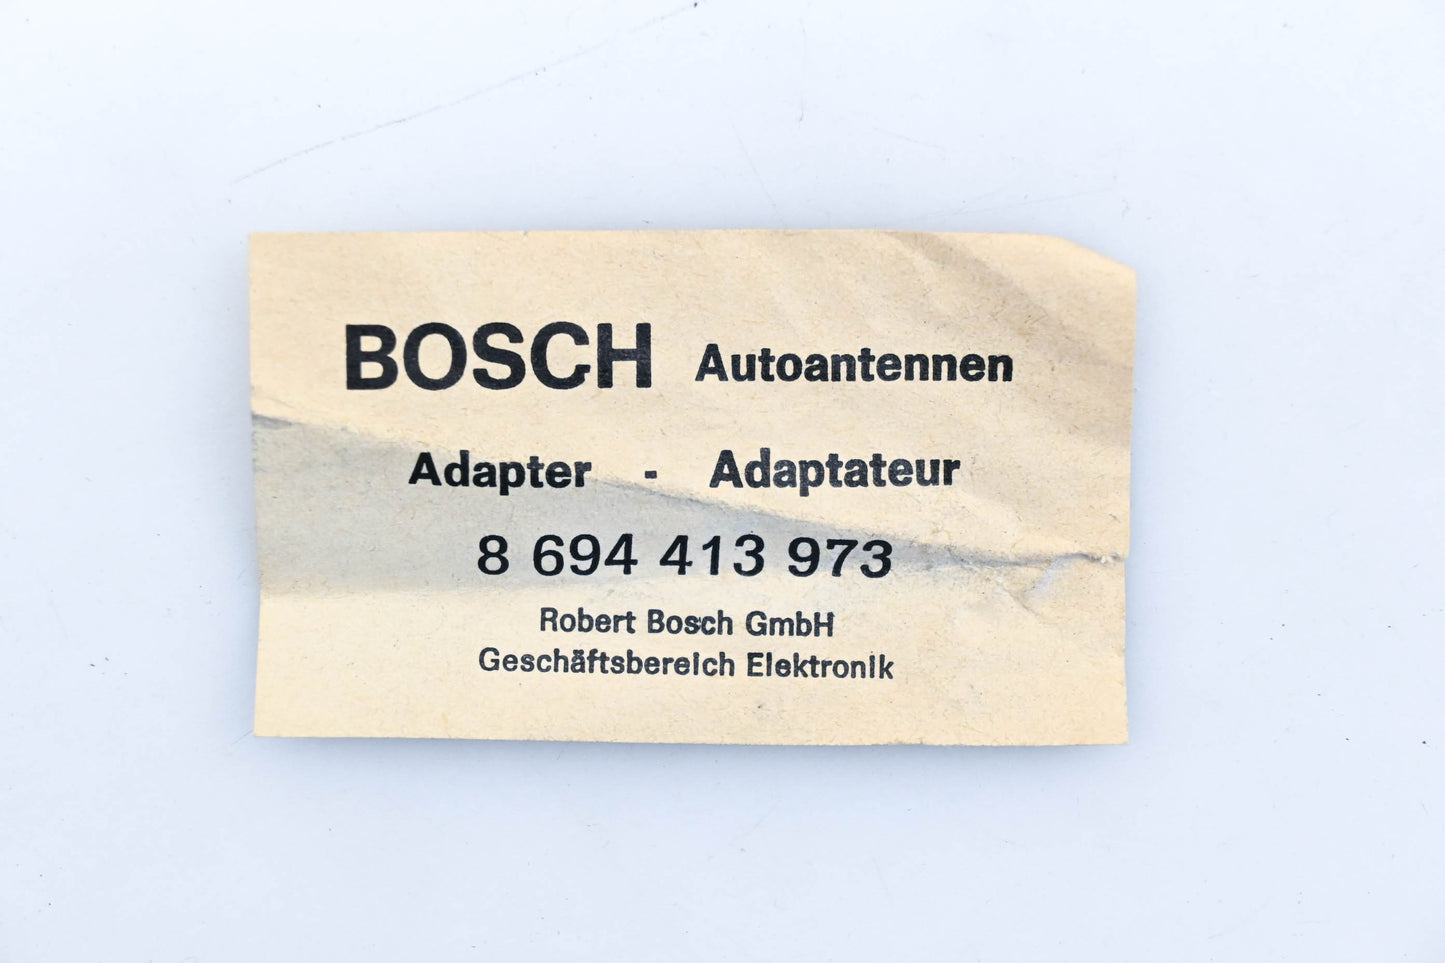 BOSCH Autoantennen
Adapter - Adaptateur
8 694 413 973
Robert Bosch GmbH
Geschäftsbereich Elektronik